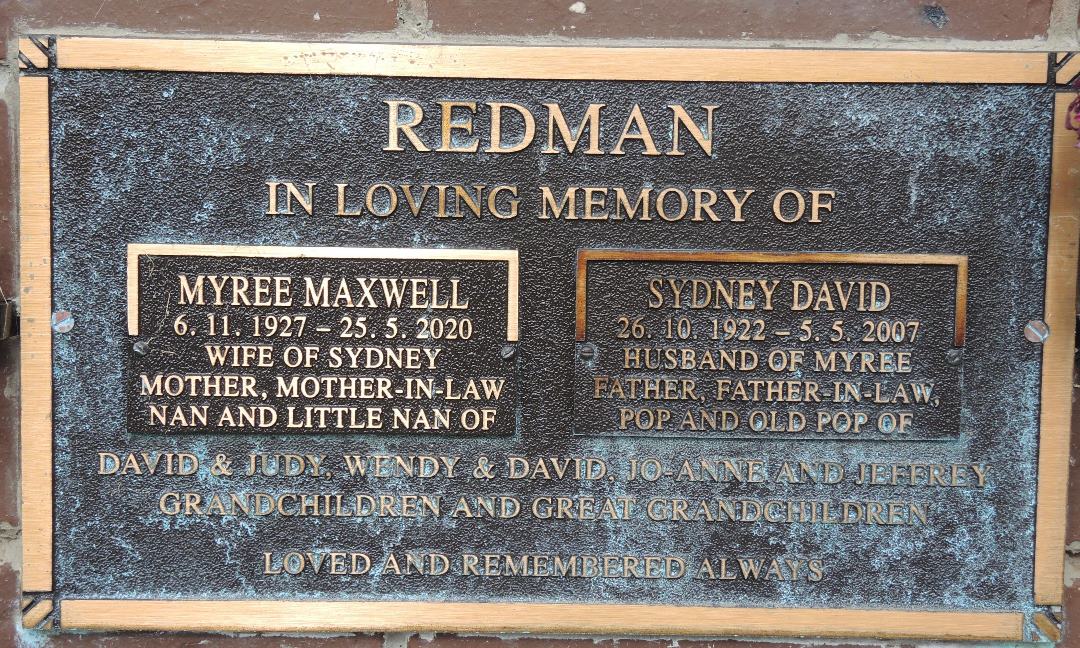 REDMAN
IN LOVING MEMORY OF
MYREE MAXWELL
6. 11. 1927 – 25. 5. 2020
WIFE OF SYDNEY
MOTHER, MOTHER-IN-LAW
NAN AND LITTLE NAN OF
SYDNEY DAVID
26. 10. 1922 – 5. 5. 2007
HUSBAND OF MYREE
FATHER, FATHER-IN-LAW,
POP AND OLD POP OF
DAVID & JUDY, WENDY & DAVID, JO-ANNE AND JEFFREY
GRANDCHILDREN AND GREAT GRANDCHILDREN
LOVED AND REMEMBERED ALWAYS